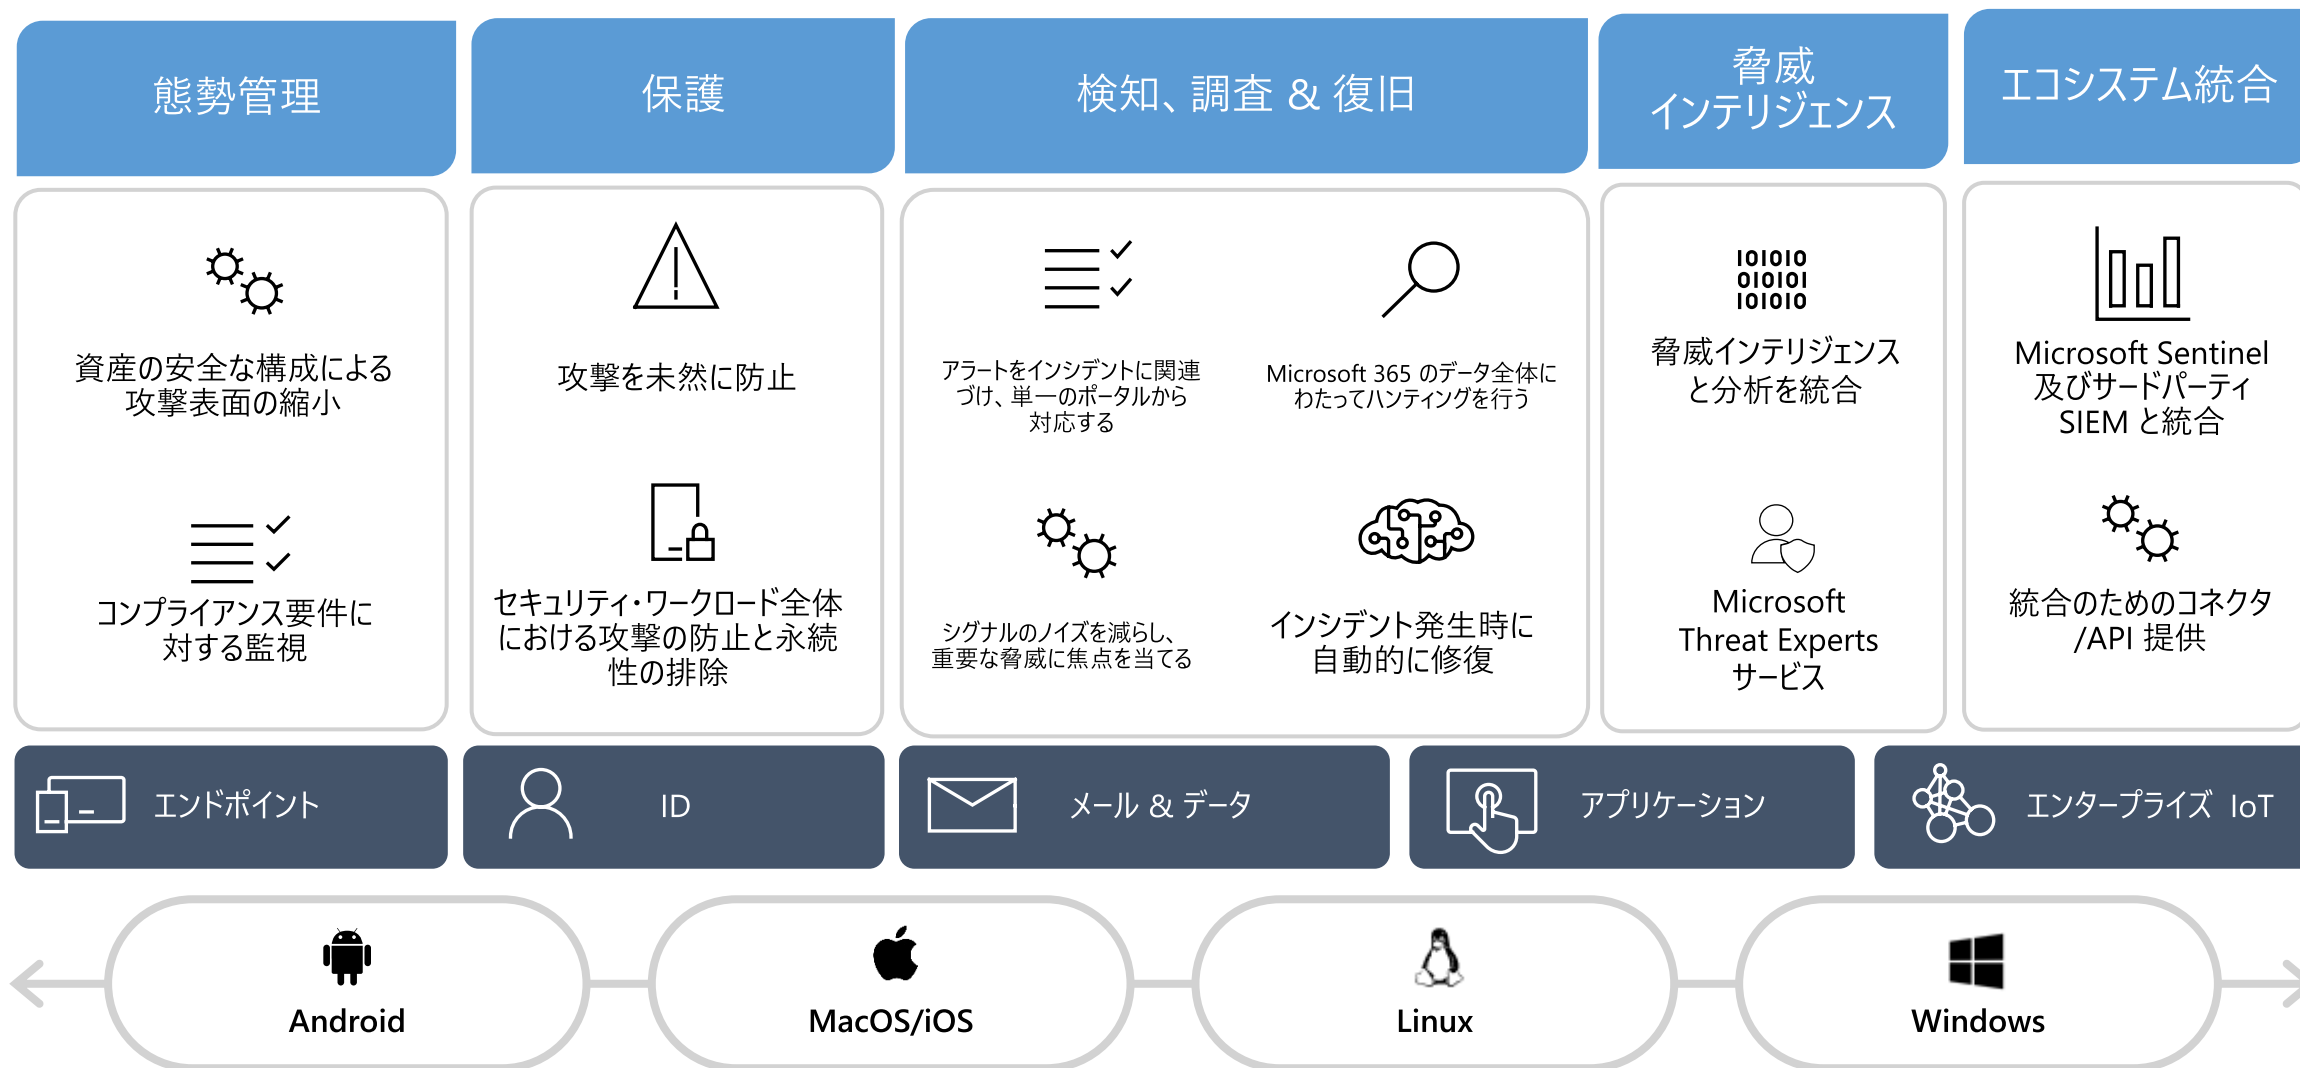 態勢管理
保護
検知、調査 & 復旧
脅威
インテリジェンス
エコシステム統合
資産の安全な構成による
攻撃表面の縮小
コンプライアンス要件に
対する監視
攻撃を未然に防止
セキュリティ・ワークロード全体
における攻撃の防止と永続
性の排除
アラートをインシデントに関連
づけ、単一のポータルから
対応する
Microsoft 365 のデータ全体に
わたってハンティングを行う
シグナルのノイズを減らし、
重要な脅威に焦点を当てる
インシデント発生時に
自動的に修復
101010
010101
101010
脅威インテリジェンス
と分析を統合
Microsoft
Threat Experts
サービス
Microsoft Sentinel
及びサードパーティ
SIEM と統合
統合のためのコネクタ
/API 提供
エンドポイント
ID
メール & データ
アプリケーション
エンタープライズ IoT
Android
MacOS/iOS
Linux
Windows